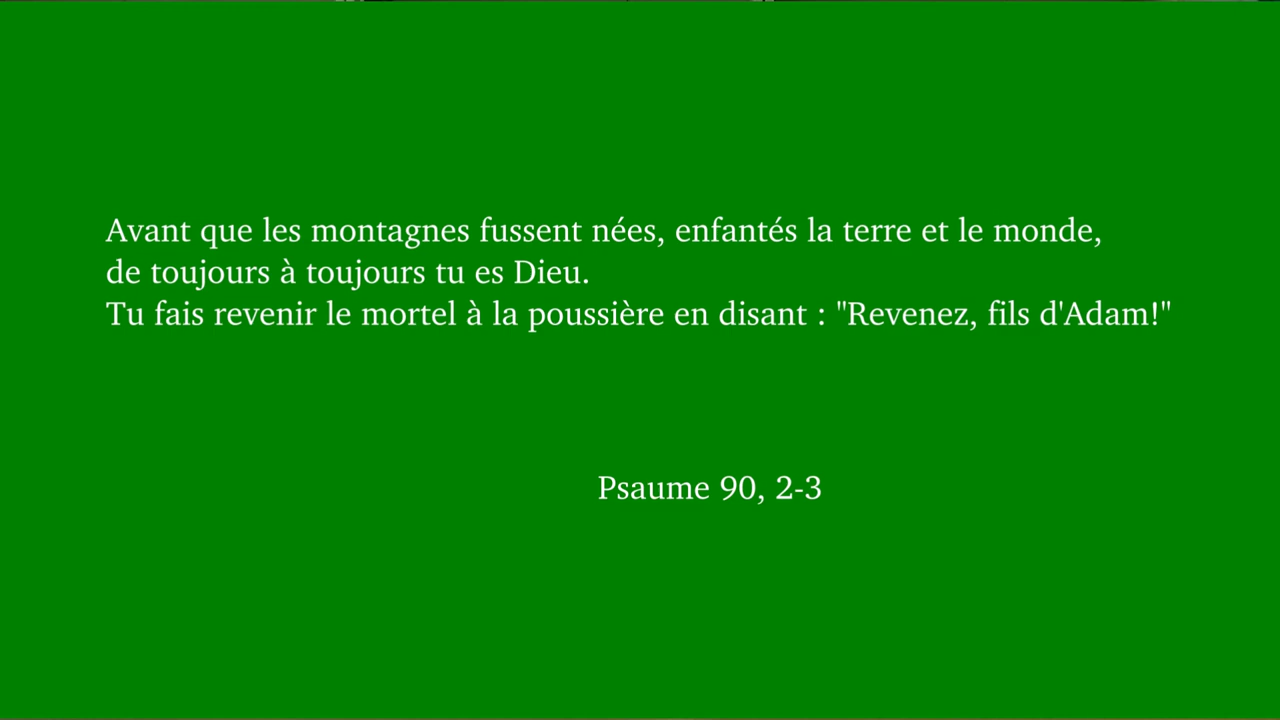 Avant que les montagnes fussent nées, enfantés la terre et le monde,
de toujours à toujours tu es Dieu.
Tu fais revenir le mortel à la poussière en disant : "Revenez, fils d'Adam!"
Psaume 90, 2-3